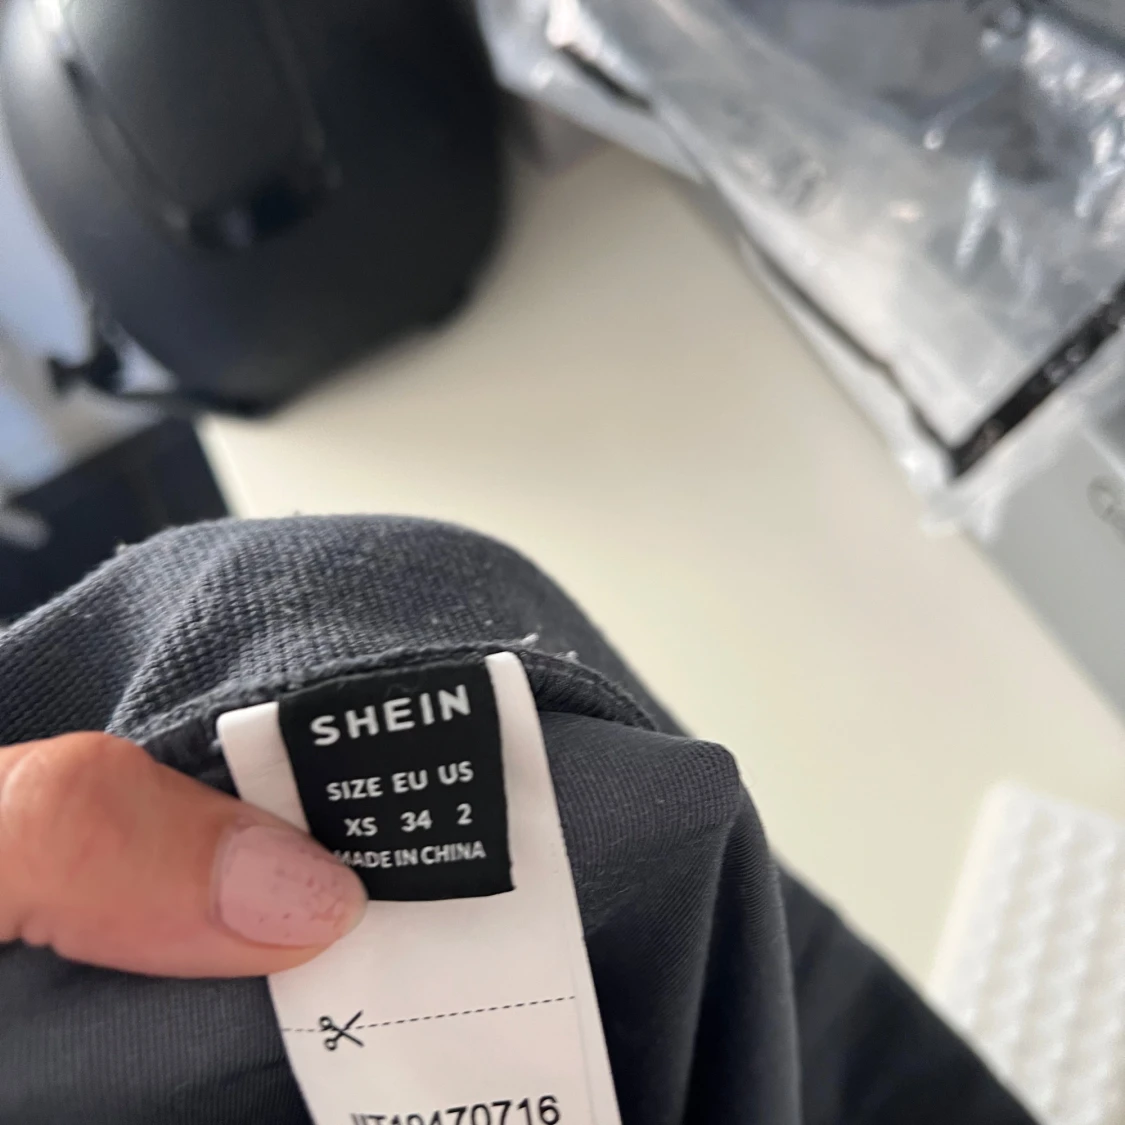 SHEIN
SIZE EU US
XS 34 2
MADE IN CHINA